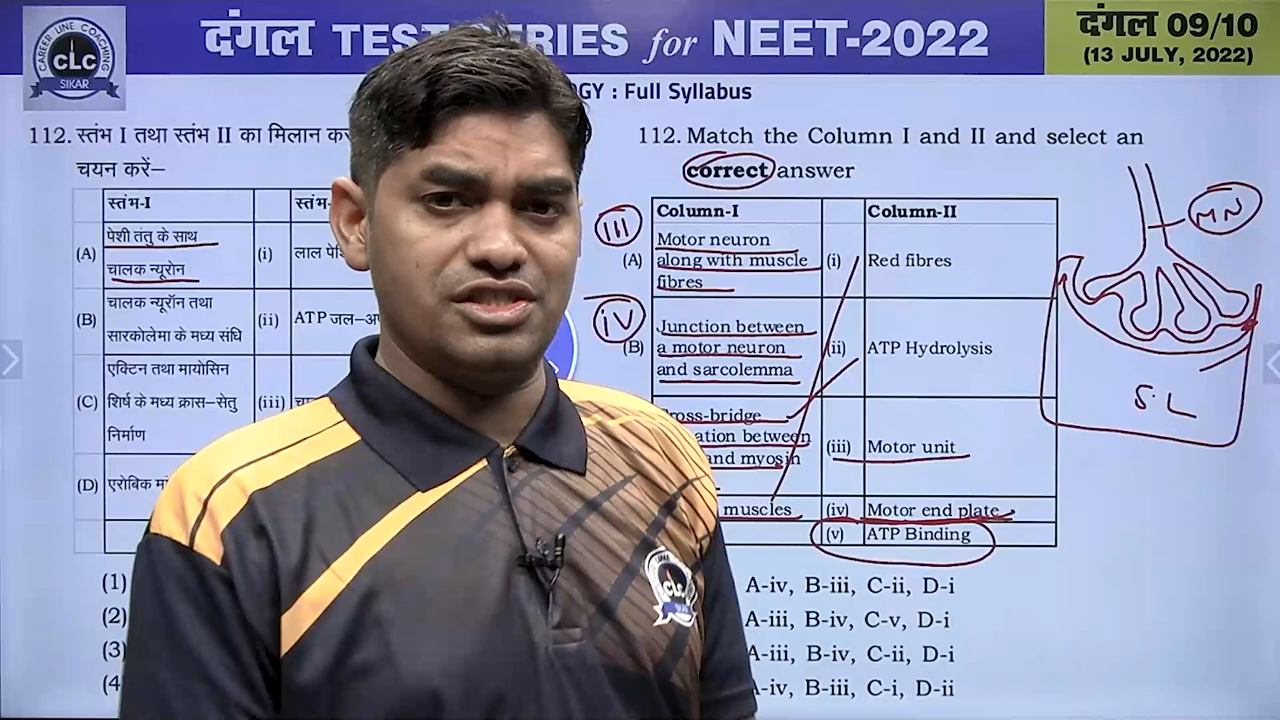 CAREER LINE COACHING
CLC
SIKAR
दंगल TEST SERIES for NEET-2022
दंगल 09/10
(13 JULY, 2022)
: Full Syllabus
112. स्तंभ I तथा स्तंभ II का मिलान
चयन करें–
स्तंभ-I
(A) पेशी तंतु के साथ
चालक न्यूरोन
(i) लाल
(B) चालक न्यूरॉन तथा
सारकोलेमा के मध्य संधि
(ii) ATP
एक्टिन तथा मायोसिन
(C) शिर्ष के मध्य क्रास–सेतु
निर्माण
(iii)
(D) एरोबिक
(1)
(2)
(3)
112. Match the Column I and II and select an
correct answer
Column-I Column-II
III
(A) Motor neuron
along with muscle
fibres
(i) Red fibres
iv
(B) Junction between
a motor neuron
and sarcolemma
(ii) ATP Hydrolysis
between
and myosin
(iii) Motor unit
muscles
(iv) Motor end plate
(v) ATP Binding
A-iv, B-iii, C-ii, D-i
A-iii, B-iv, C-v, D-i
A-iii, B-iv, C-ii, D-i
-iv, B-iii, C-i, D-ii
MN
S.L
CLC